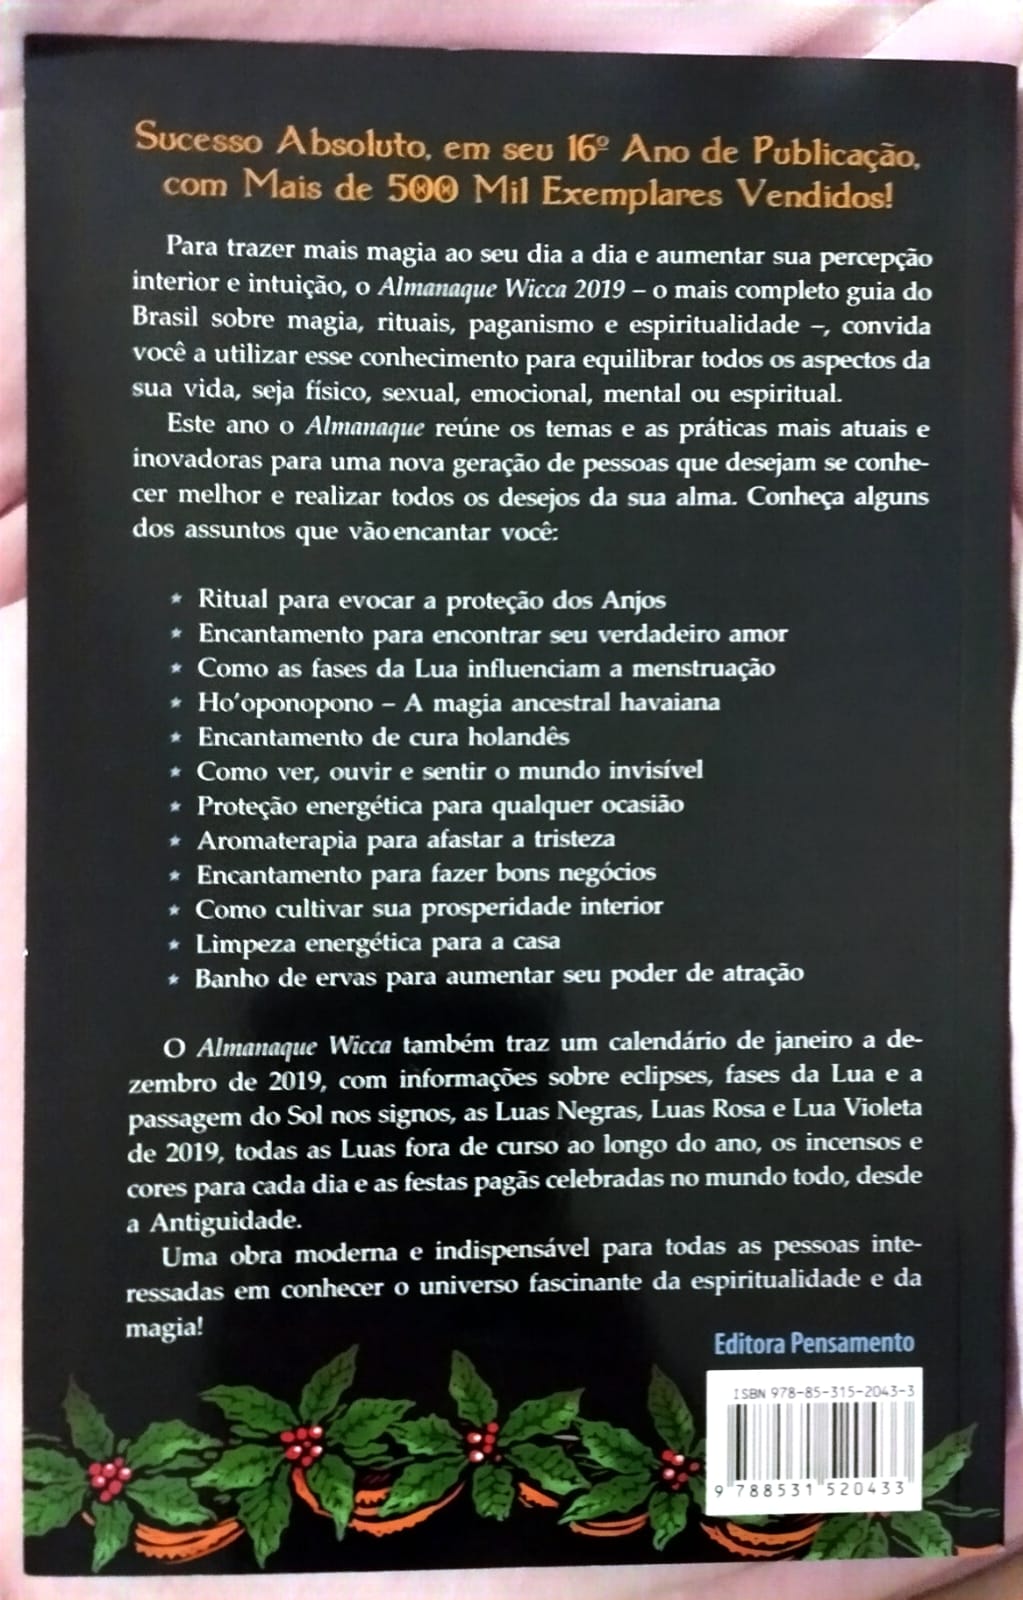 Sucesso Absoluto, em seu 16º Ano de Publicação,
com Mais de 500 Mil Exemplares Vendidos!
Para trazer mais magia ao seu dia a dia e aumentar sua percepção
interior e intuição, o Almanaque Wicca 2019 – o mais completo guia do
Brasil sobre magia, rituais, paganismo e espiritualidade –, convida
você a utilizar esse conhecimento para equilibrar todos os aspectos da
sua vida, seja físico, sexual, emocional, mental ou espiritual.
Este ano o Almanaque reúne os temas e as práticas mais atuais e
inovadoras para uma nova geração de pessoas que desejam se conhe-
cer melhor e realizar todos os desejos da sua alma. Conheça alguns
dos assuntos que vão encantar você:
★ Ritual para evocar a proteção dos Anjos
★ Encantamento para encontrar seu verdadeiro amor
★ Como as fases da Lua influenciam a menstruação
★ Ho'oponopono – A magia ancestral havaiana
★ Encantamento de cura holandês
★ Como ver, ouvir e sentir o mundo invisível
★ Proteção energética para qualquer ocasião
★ Aromaterapia para afastar a tristeza
★ Encantamento para fazer bons negócios
★ Como cultivar sua prosperidade interior
★ Limpeza energética para a casa
★ Banho de ervas para aumentar seu poder de atração
O Almanaque Wicca também traz um calendário de janeiro a de-
zembro de 2019, com informações sobre eclipses, fases da Lua e a
passagem do Sol nos signos, as Luas Negras, Luas Rosa e Lua Violeta
de 2019, todas as Luas fora de curso ao longo do ano, os incensos e
cores para cada dia e as festas pagãs celebradas no mundo todo, desde
a Antiguidade.
Uma obra moderna e indispensável para todas as pessoas inte-
ressadas em conhecer o universo fascinante da espiritualidade e da
magia!
Editora Pensamento
ISBN 978-85-315-2043-3
9 788531 520433